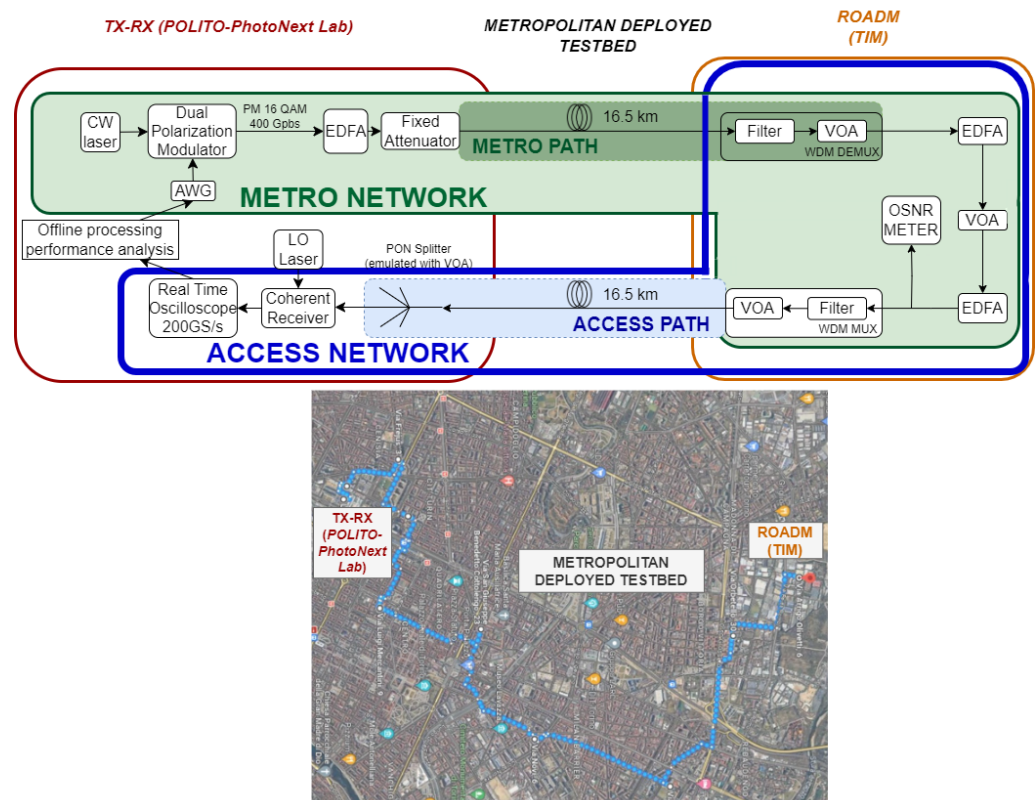 TX-RX (POLITO-PhotoNext Lab)
METROPOLITAN DEPLOYED
TESTBED
ROADM
(TIM)
CW
laser
Dual
Polarization
Modulator
PM 16 QAM
400 Gpbs
EDFA
Fixed
Attenuator
16.5 km
METRO PATH
Filter
VOA
WDM DEMUX
EDFA
AWG
METRO NETWORK
OSNR
METER
VOA
Offline processing
performance analysis
LO
Laser
PON Splitter
(emulated with VOA)
Real Time
Oscilloscope
200GS/s
Coherent
Receiver
16.5 km
ACCESS PATH
VOA
Filter
WDM MUX
EDFA
ACCESS NETWORK
TX-RX
(POLITO-
PhotoNext
Lab)
METROPOLITAN
DEPLOYED TESTBED
ROADM
(TIM)